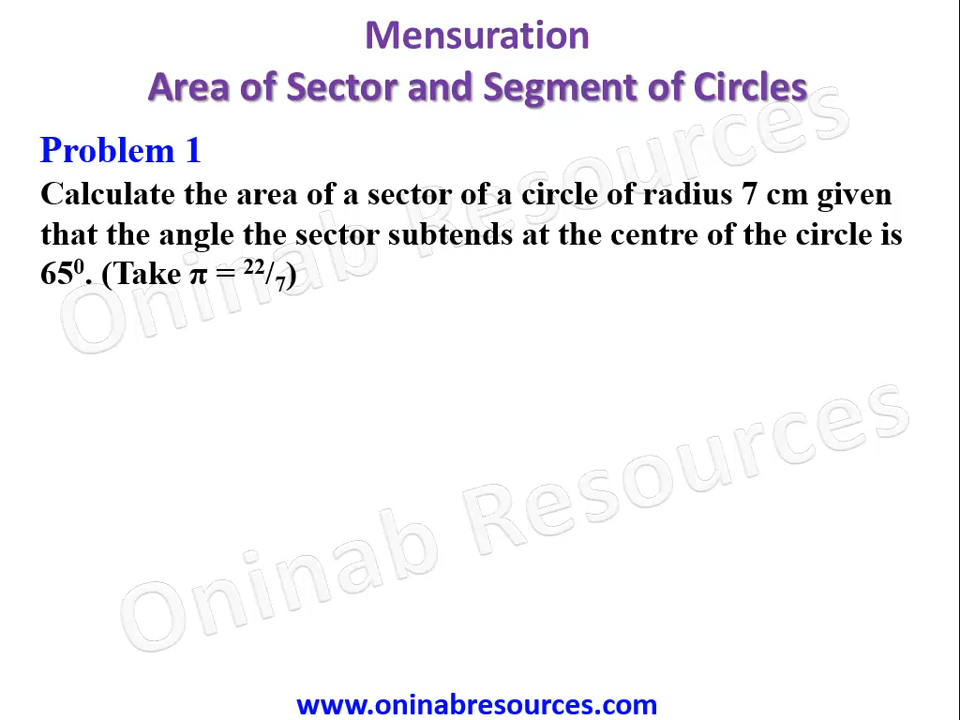 Mensuration
Area of Sector and Segment of Circles
Problem 1
Calculate the area of a sector of a circle of radius 7 cm given
that the angle the sector subtends at the centre of the circle is
65⁰. (Take π = ²²/₇)
Oninab Resources
Oninab Resources
www.oninabresources.com